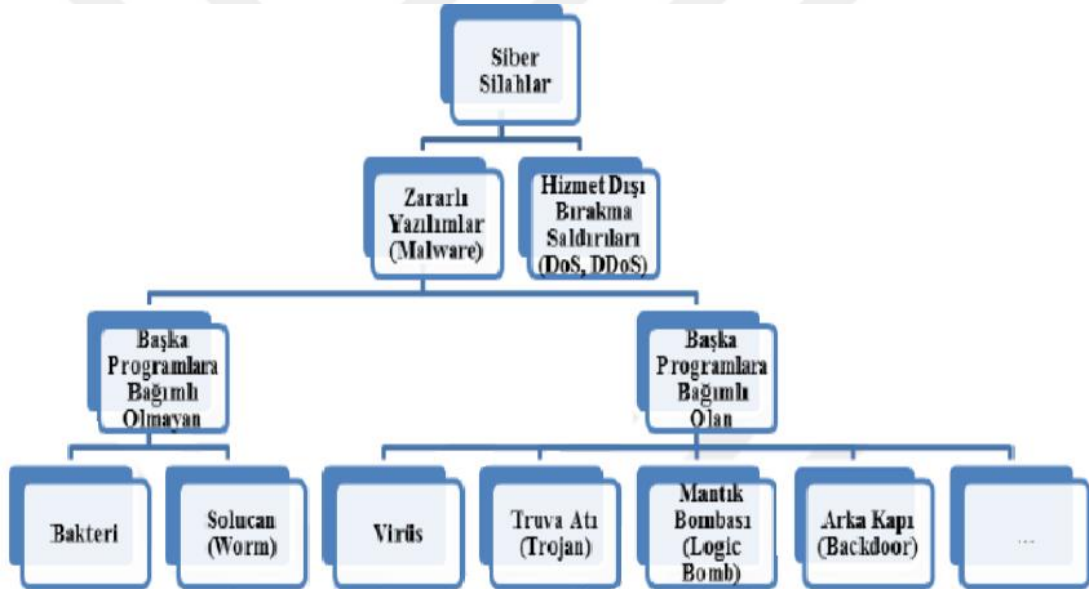 Siber
Silahlar
Zararlı
Yazılımlar
(Malware)
Hizmet Dışı
Bırakma
Saldırıları
(DoS, DDoS)
Başka
Programlara
Bağımlı
Olmayan
Başka
Programlara
Bağımlı
Olan
Bakteri
Solucan
(Worm)
Virüs
Truva Atı
(Trojan)
Mantık
Bombası
(Logic
Bomb)
Arka Kapı
(Backdoor)
...